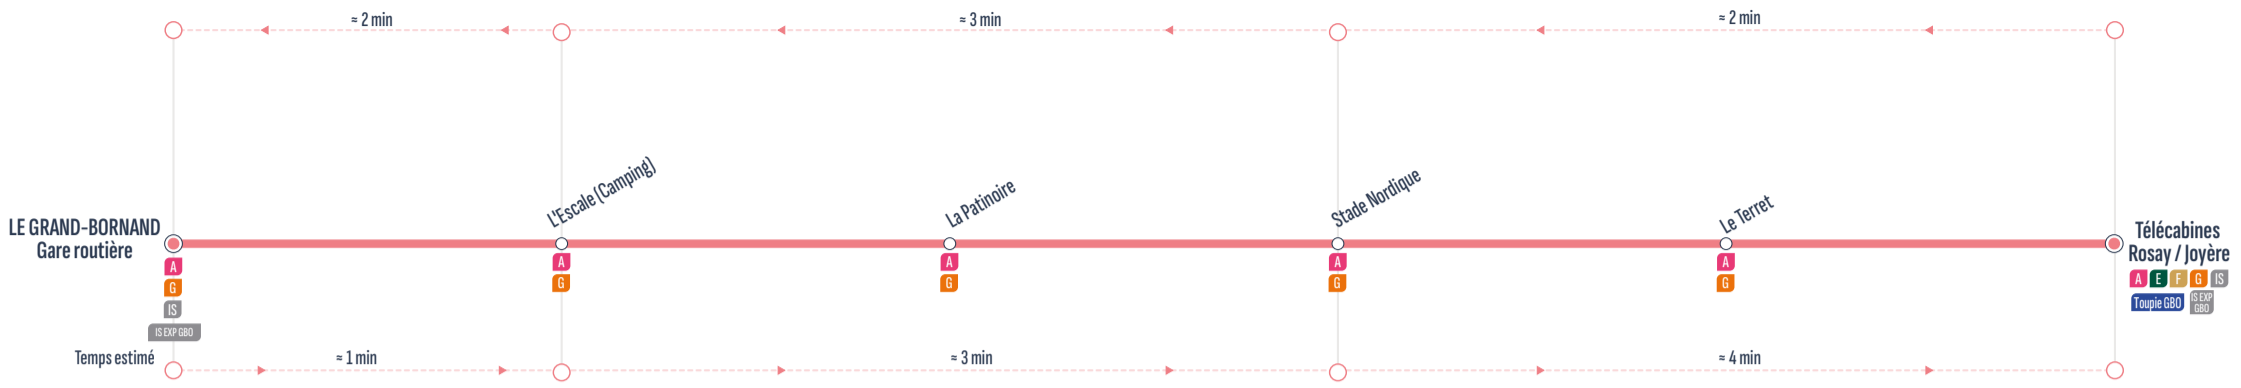 ≈ 2 min
≈ 3 min
≈ 2 min
L'Escale (Camping)
La Patinoire
Stade Nordique
Le Terret
LE GRAND-BORNAND
Gare routière
Télécabines
Rosay / Joyère
A
G
IS
IS EXP GBO
A
G
A
G
A
G
A
G
A E F G IS
Toupie GBO
IS EXP
GBO
Temps estimé
≈ 1 min
≈ 3 min
≈ 4 min